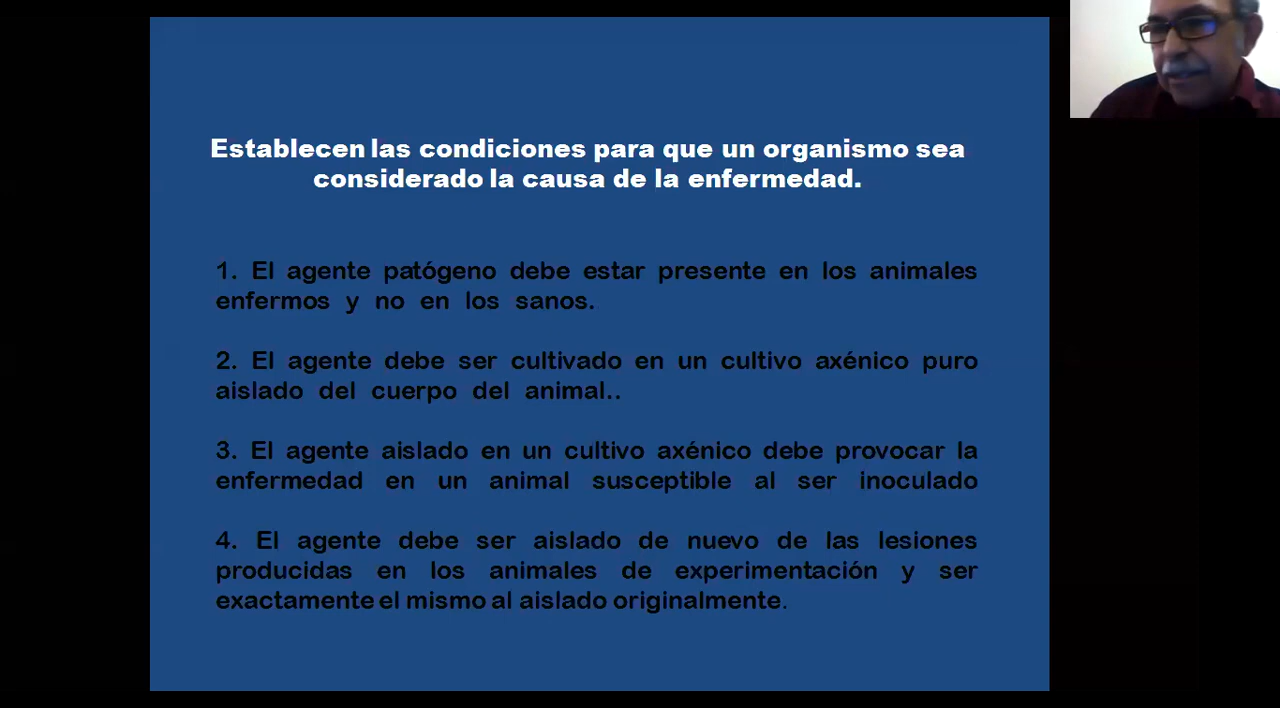 Establecen las condiciones para que un organismo sea
considerado la causa de la enfermedad.
1. El agente patógeno debe estar presente en los animales
enfermos y no en los sanos.
2. El agente debe ser cultivado en un cultivo axénico puro
aislado del cuerpo del animal..
3. El agente aislado en un cultivo axénico debe provocar la
enfermedad en un animal susceptible al ser inoculado
4. El agente debe ser aislado de nuevo de las lesiones
producidas en los animales de experimentación y ser
exactamente el mismo al aislado originalmente.